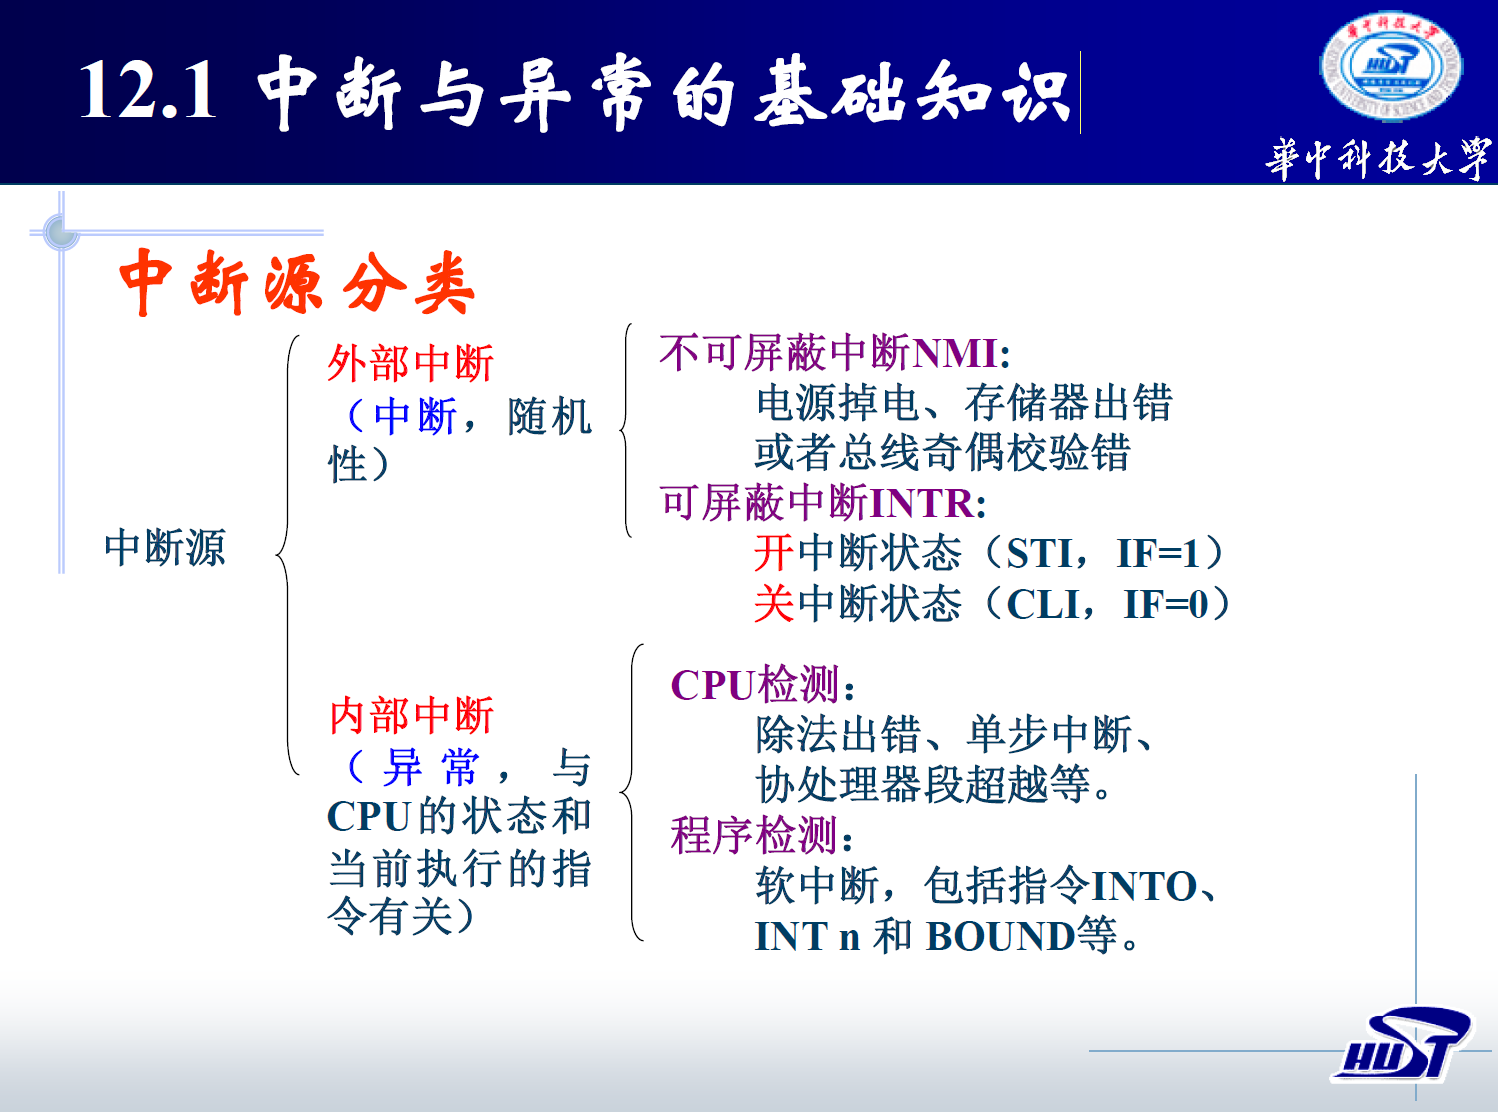 12.1 中断与异常的基础知识
華中科技大学
中断源分类
中断源
外部中断
（中断，随机
性）
不可屏蔽中断NMI:
电源掉电、存储器出错
或者总线奇偶校验错
可屏蔽中断INTR:
开中断状态（STI，IF=1）
关中断状态（CLI，IF=0）
内部中断
（异常，与
CPU的状态和
当前执行的指
令有关）
CPU检测：
除法出错、单步中断、
协处理器段超越等。
程序检测：
软中断，包括指令INTO、
INT n 和 BOUND等。
HUST